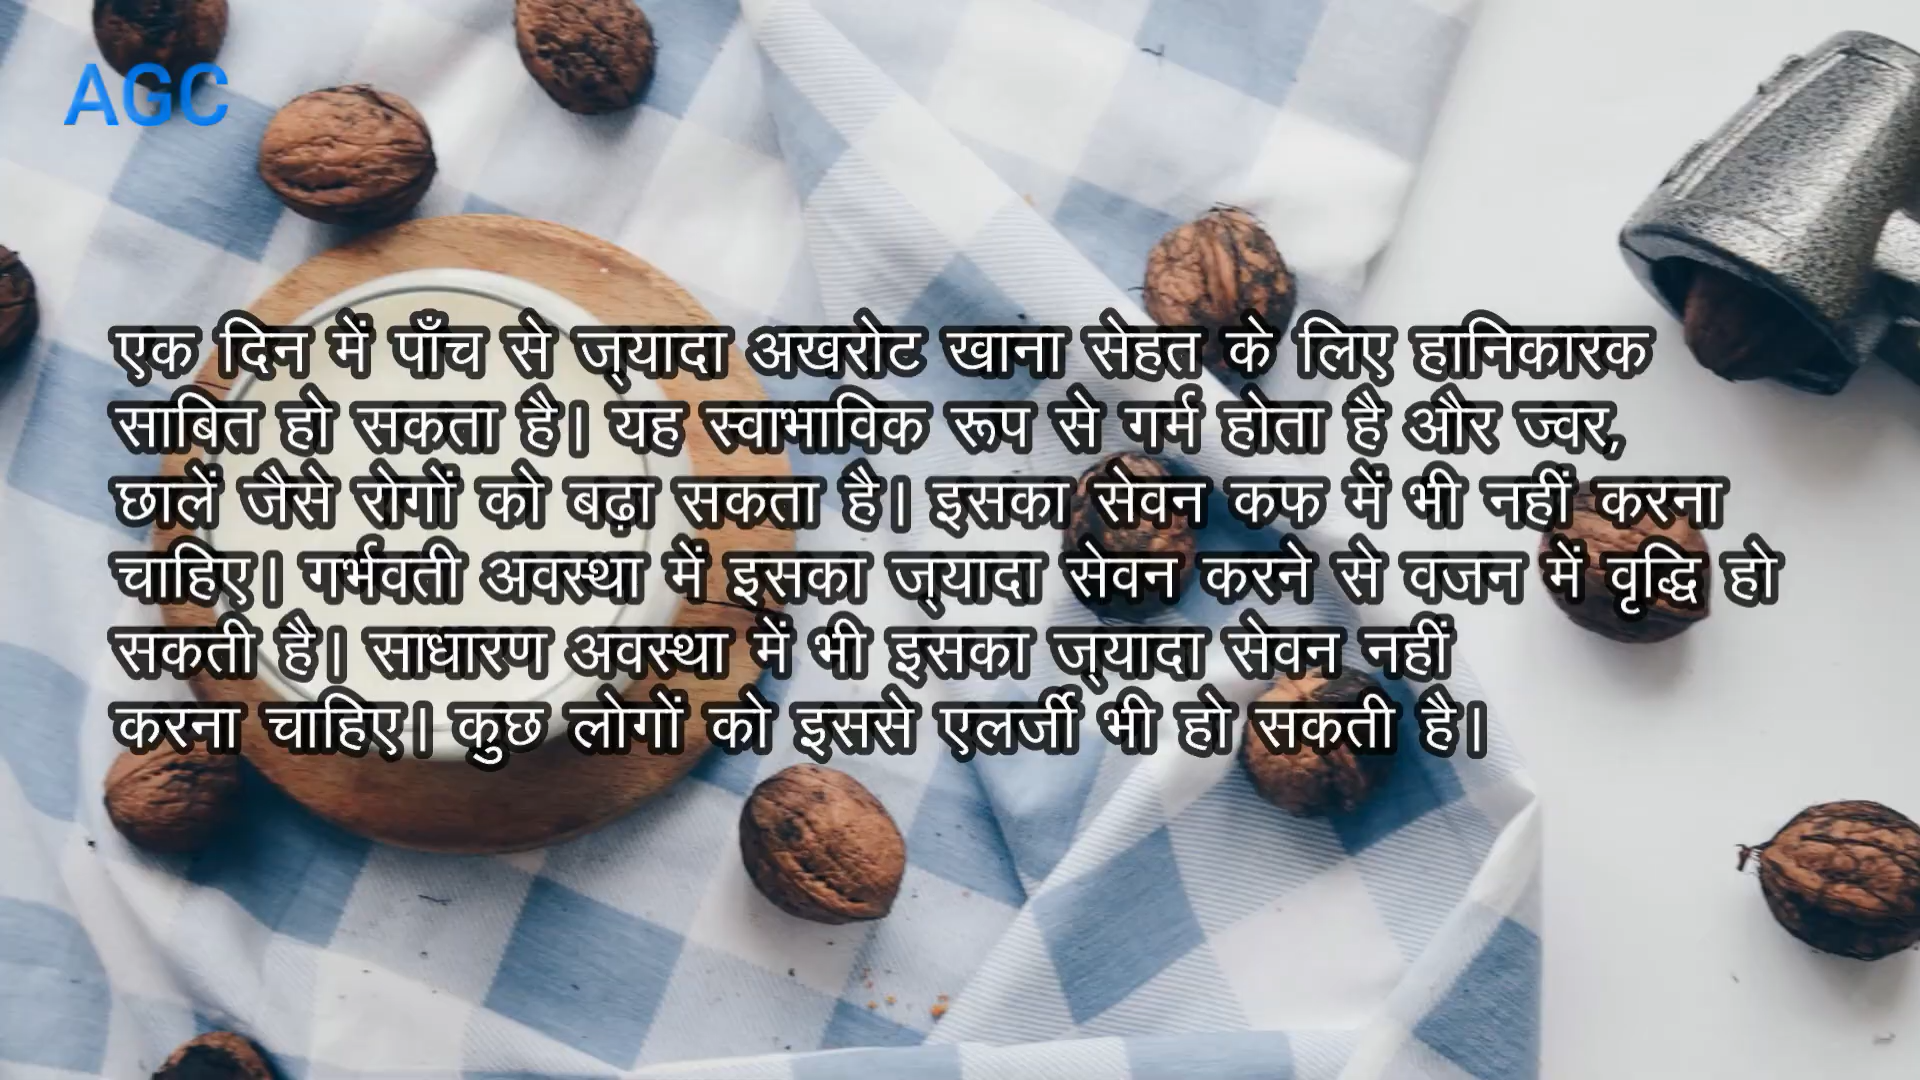 AGC
एक दिन में पाँच से ज्‌यादा अखरोट खाना सेहत के लिए हानिकारक
साबित हो सकता है। यह स्वाभाविक रूप से गर्म होता है और ज्वर,
छालें जैसे रोगों को बढ़ा सकता है। इसका सेवन कफ में भी नहीं करना
चाहिए। गर्भवती अवस्था में इसका ज्‌यादा सेवन करने से वजन में वृद्धि हो
सकती है। साधारण अवस्था में भी इसका ज्‌यादा सेवन नहीं
करना चाहिए। कुछ लोगों को इससे एलर्जी भी हो सकती है।